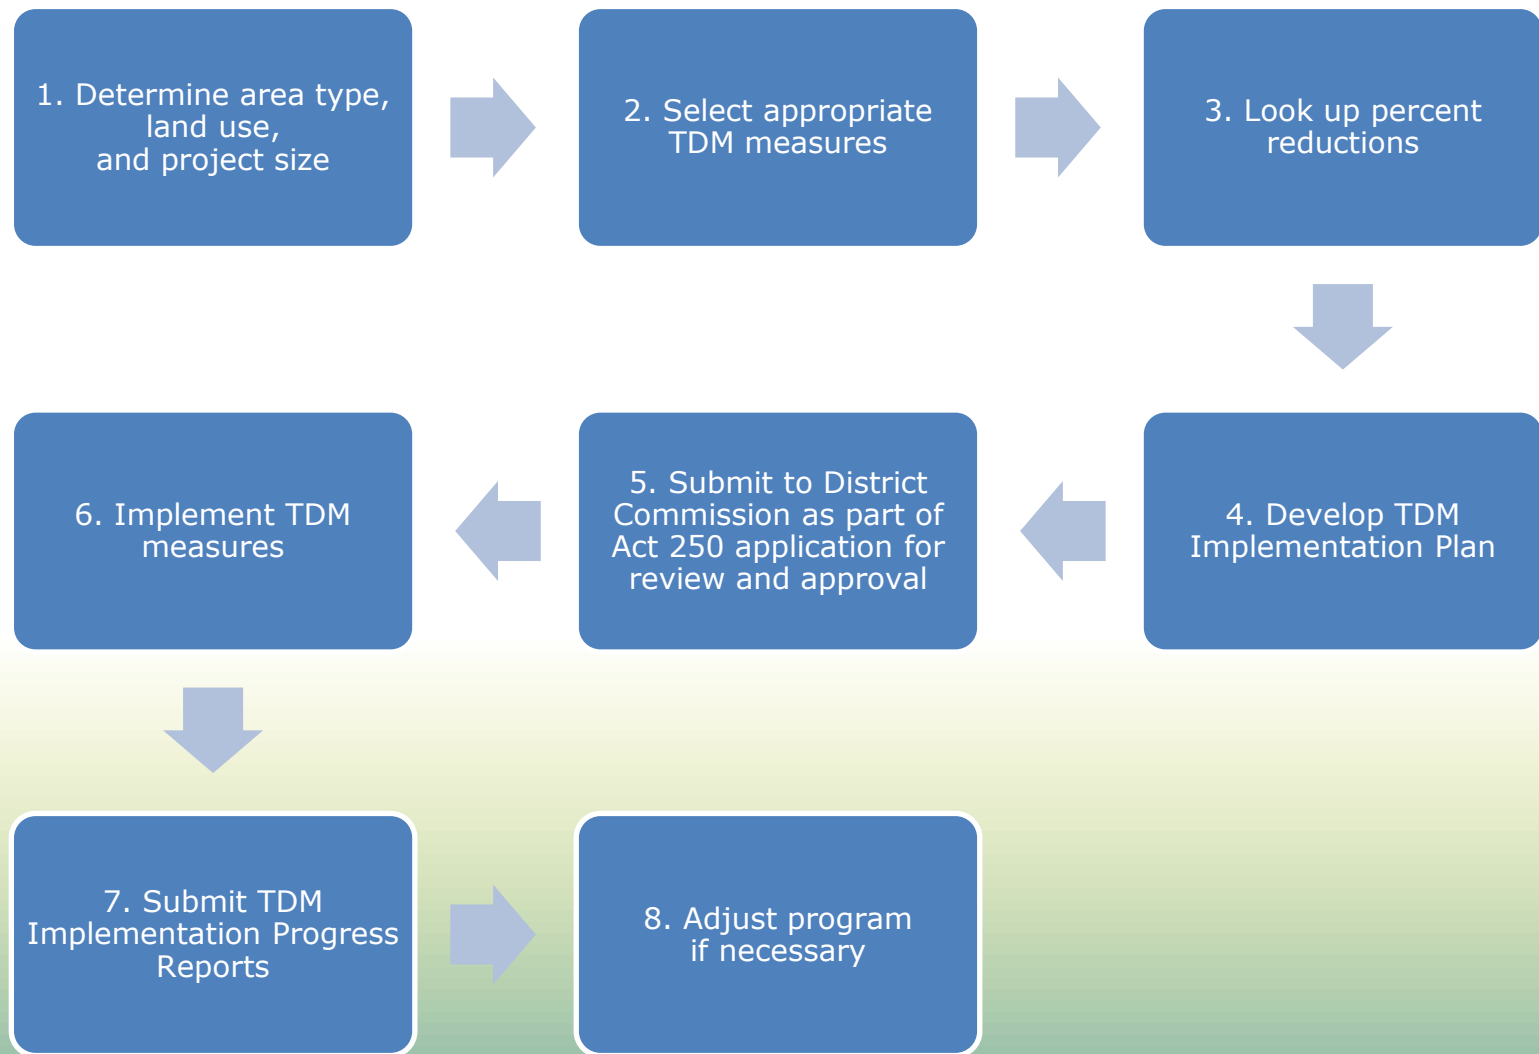 1. Determine area type,
land use,
and project size
2. Select appropriate
TDM measures
3. Look up percent
reductions
4. Develop TDM
Implementation Plan
5. Submit to District
Commission as part of
Act 250 application for
review and approval
6. Implement TDM
measures
7. Submit TDM
Implementation Progress
Reports
8. Adjust program
if necessary